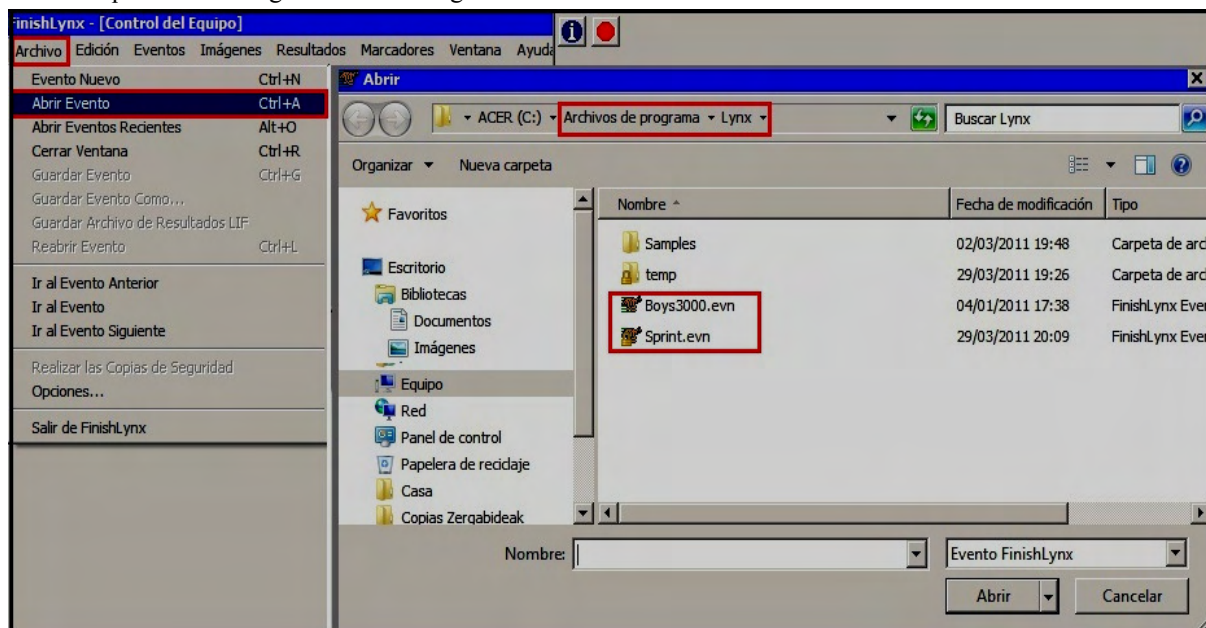 FinishLynx - [Control del Equipo]
Archivo Edición Eventos Imágenes Resultados Marcadores Ventana Ayuda
Evento Nuevo Ctrl+N
Abrir Evento Ctrl+A
Abrir Eventos Recientes Alt+O
Cerrar Ventana Ctrl+R
Guardar Evento Ctrl+G
Guardar Evento Como...
Guardar Archivo de Resultados LIF
Reabrir Evento Ctrl+L
Ir al Evento Anterior
Ir al Evento
Ir al Evento Siguiente
Realizar las Copias de Seguridad
Opciones...
Salir de FinishLynx
Abrir
ACER (C:) Archivos de programa Lynx
Buscar Lynx
Organizar Nueva carpeta
Favoritos
Escritorio
Bibliotecas
Documentos
Imágenes
Equipo
Red
Panel de control
Papelera de reciclaje
Casa
Copias Zergabideak
Nombre Fecha de modificación Tipo
Samples 02/03/2011 19:48 Carpeta de arc
temp 29/03/2011 19:26 Carpeta de arc
Boys3000.evn 04/01/2011 17:38 FinishLynx Ever
Sprint.evn 29/03/2011 20:09 FinishLynx Ever
Nombre:
Evento FinishLynx
Abrir Cancelar